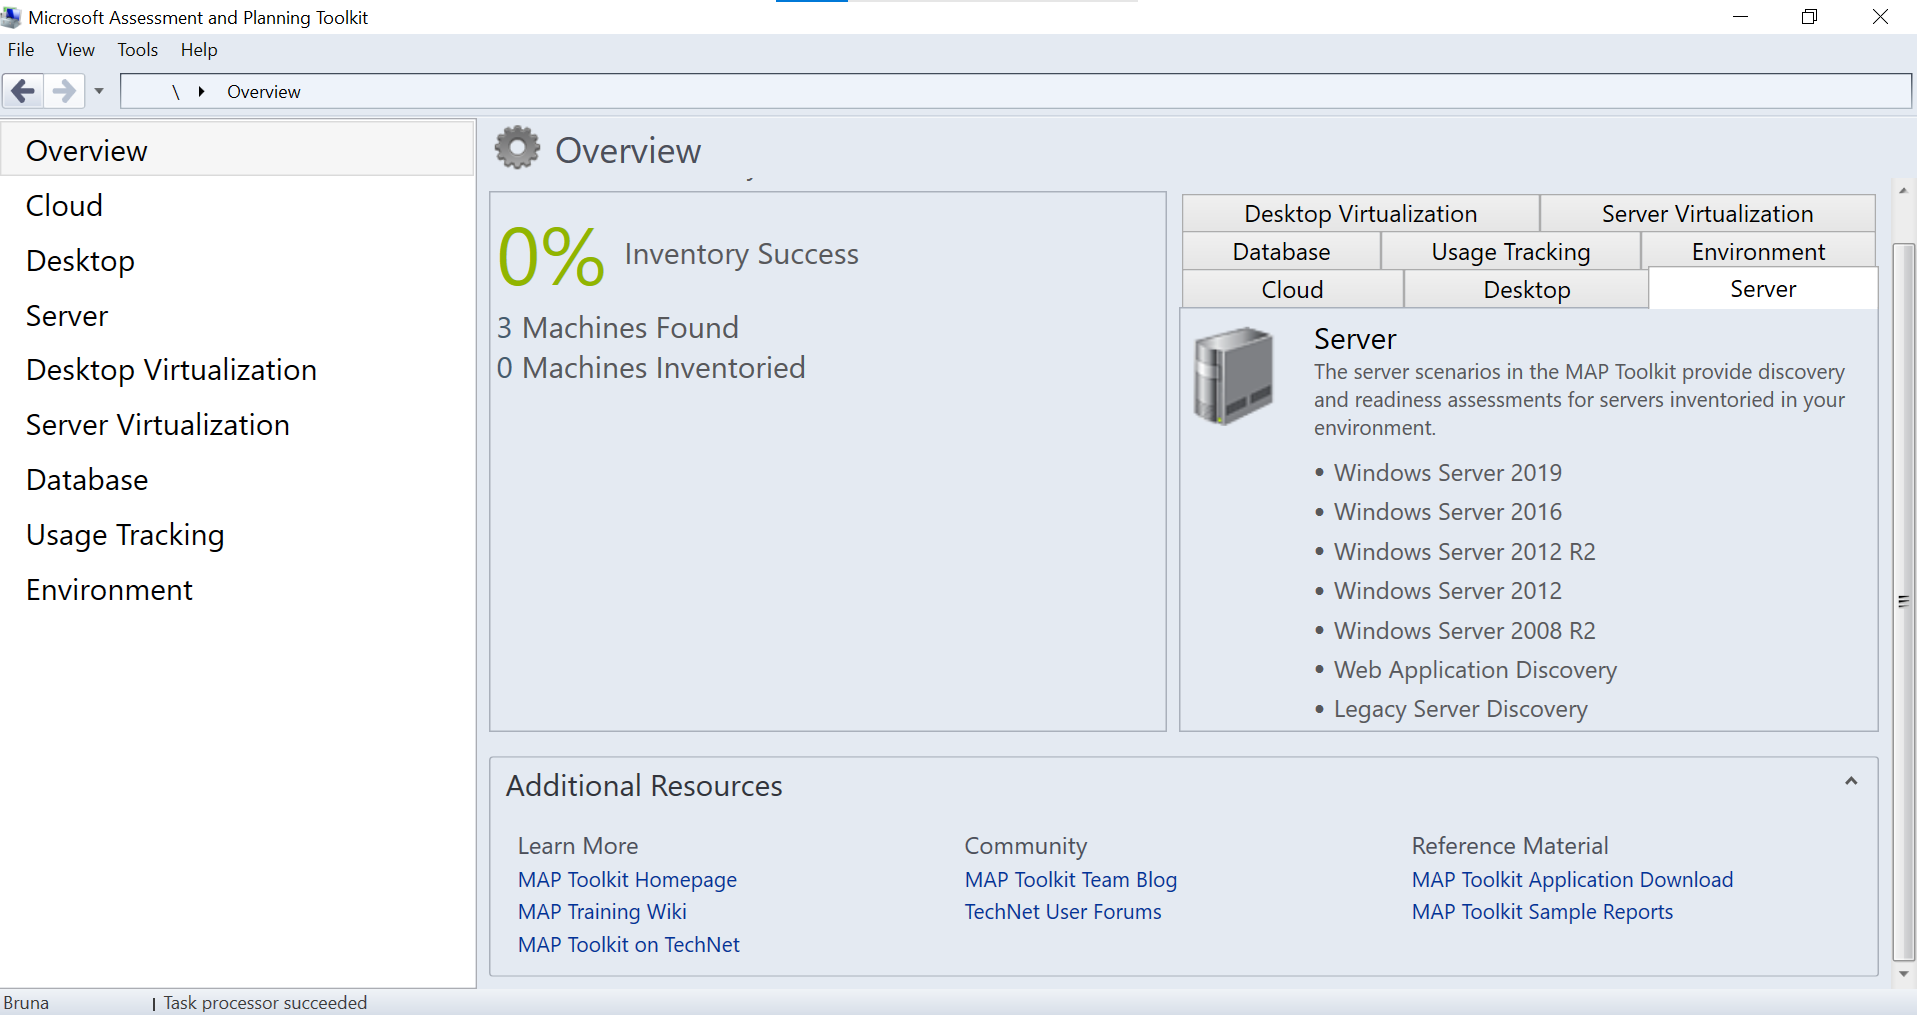 Microsoft Assessment and Planning Toolkit
File View Tools Help
\ Overview
Overview
Cloud
Desktop
Server
Desktop Virtualization
Server Virtualization
Database
Usage Tracking
Environment
Overview
0% Inventory Success
3 Machines Found
0 Machines Inventoried
Desktop Virtualization Server Virtualization
Database Usage Tracking Environment
Cloud Desktop Server
Server
The server scenarios in the MAP Toolkit provide discovery
and readiness assessments for servers inventoried in your
environment.
• Windows Server 2019
• Windows Server 2016
• Windows Server 2012 R2
• Windows Server 2012
• Windows Server 2008 R2
• Web Application Discovery
• Legacy Server Discovery
Additional Resources
Learn More
MAP Toolkit Homepage
MAP Training Wiki
MAP Toolkit on TechNet
Community
MAP Toolkit Team Blog
TechNet User Forums
Reference Material
MAP Toolkit Application Download
MAP Toolkit Sample Reports
Bruna | Task processor succeeded